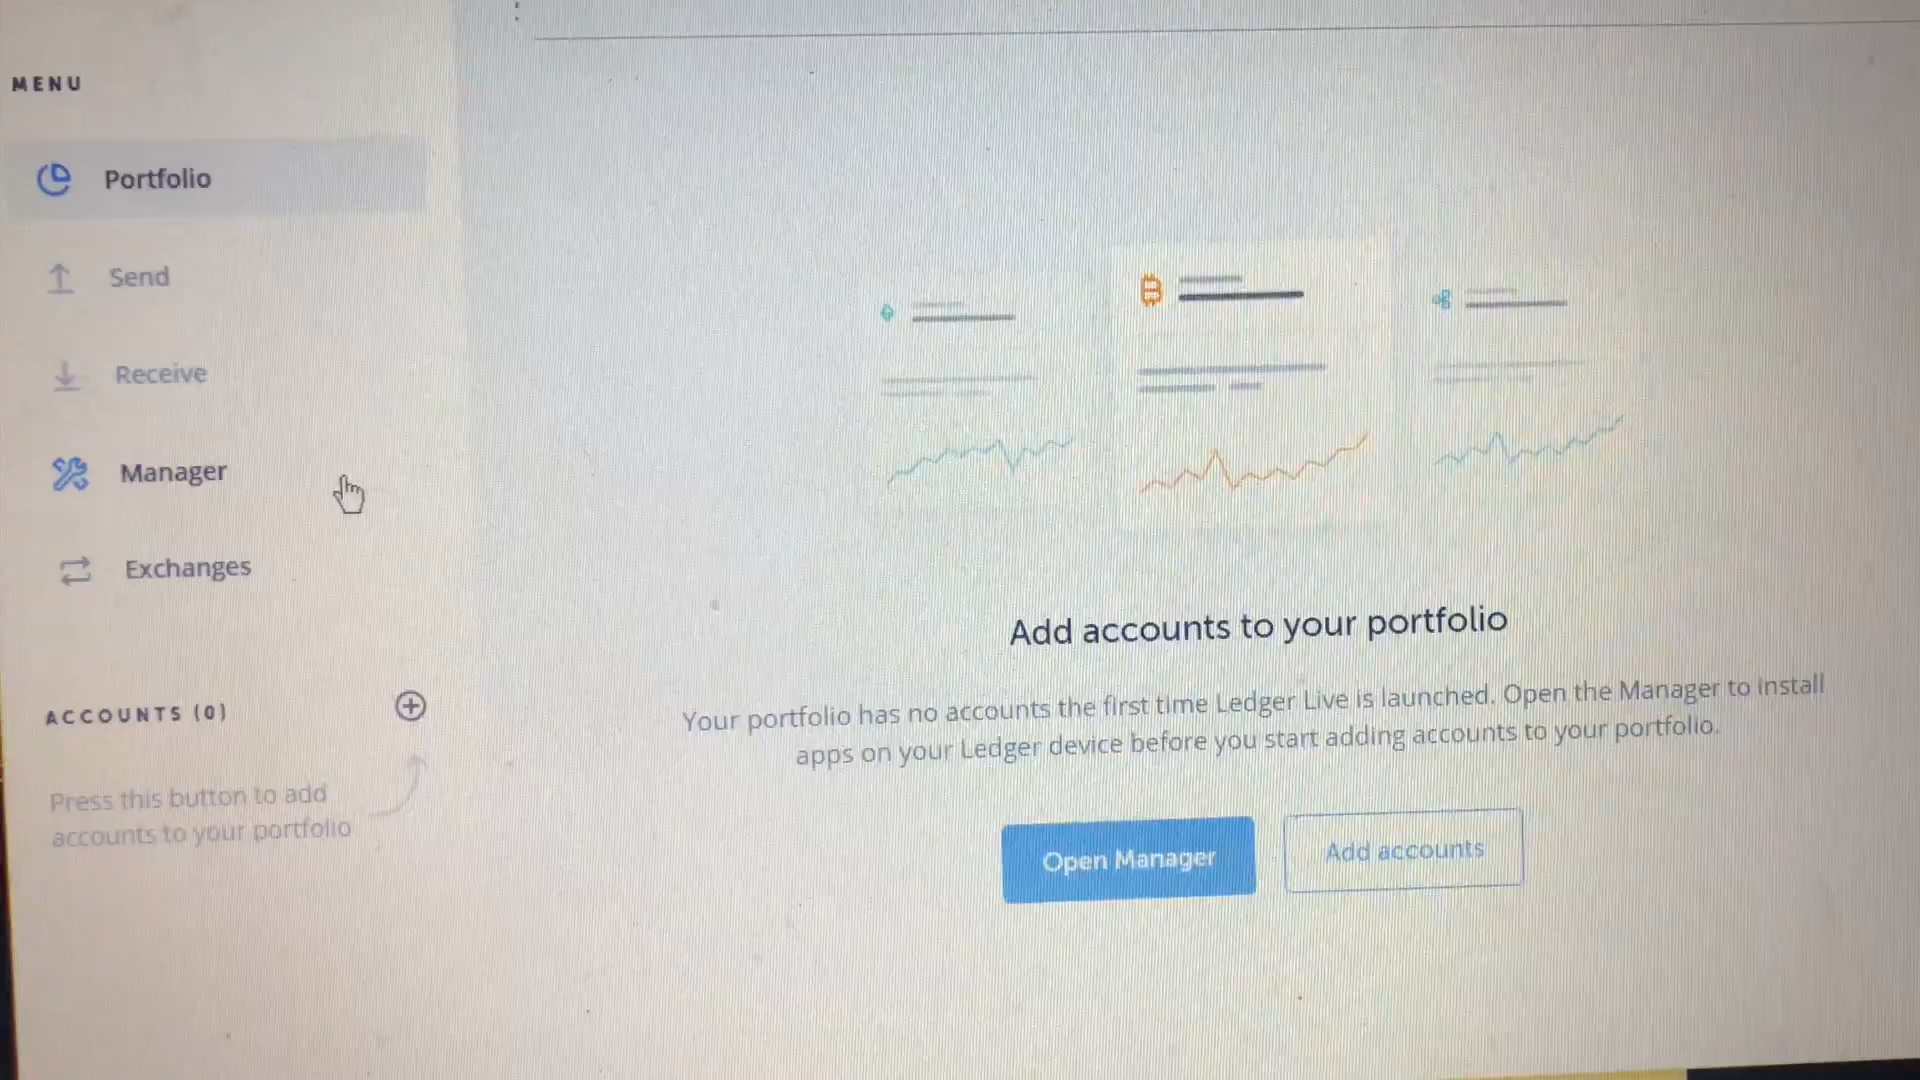 MENU
Portfolio
Send
Receive
Manager
Exchanges
ACCOUNTS (0)
Press this button to add
accounts to your portfolio
Add accounts to your portfolio
Your portfolio has no accounts the first time Ledger Live is launched. Open the Manager to install
apps on your Ledger device before you start adding accounts to your portfolio.
Open Manager
Add accounts